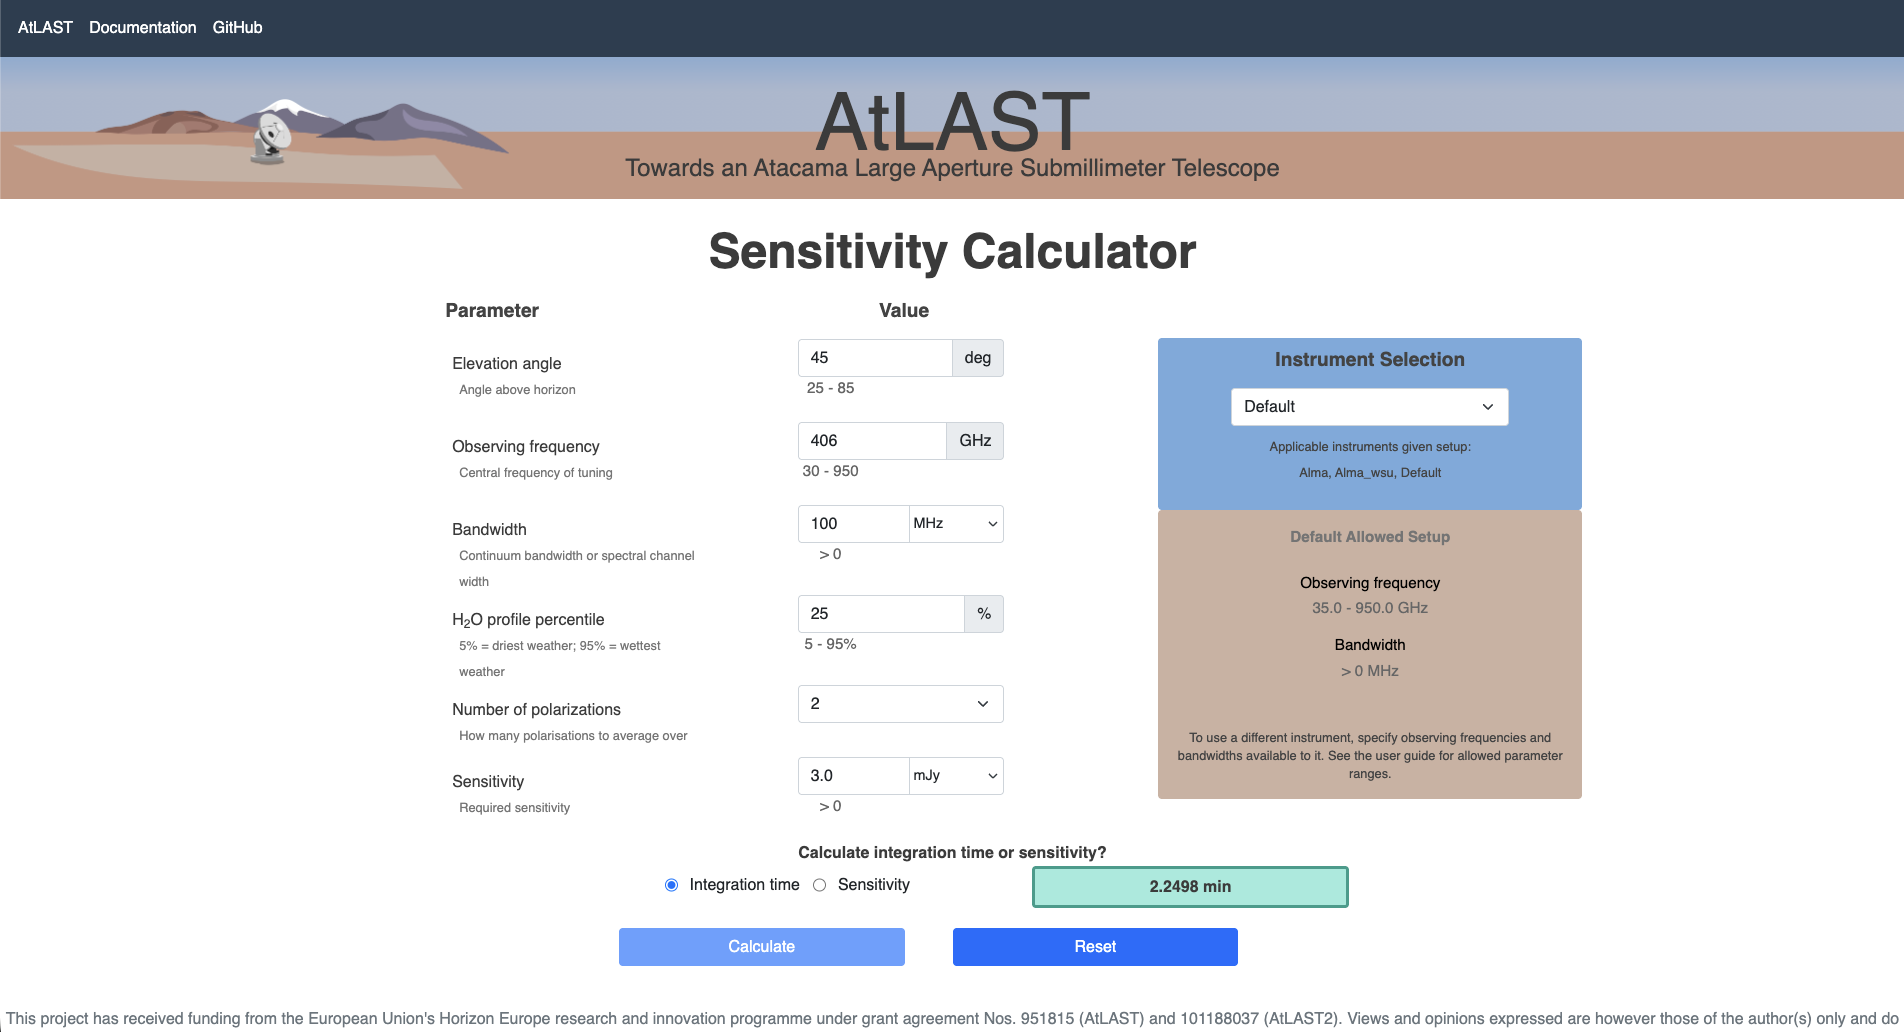 AtLAST Documentation GitHub
AtLAST
Towards an Atacama Large Aperture Submillimeter Telescope
Sensitivity Calculator
Parameter
Value
Elevation angle
Angle above horizon
45 deg
25 - 85
Observing frequency
Central frequency of tuning
406 GHz
30 - 950
Bandwidth
Continuum bandwidth or spectral channel
width
100 MHz
> 0
H₂O profile percentile
5% = driest weather; 95% = wettest
weather
25 %
5 - 95%
Number of polarizations
How many polarisations to average over
2
Sensitivity
Required sensitivity
3.0 mJy
> 0
Instrument Selection
Default
Applicable instruments given setup:
Alma, Alma_wsu, Default
Default Allowed Setup
Observing frequency
35.0 - 950.0 GHz
Bandwidth
> 0 MHz
To use a different instrument, specify observing frequencies and
bandwidths available to it. See the user guide for allowed parameter
ranges.
Calculate integration time or sensitivity?
Integration time Sensitivity
2.2498 min
Calculate Reset
This project has received funding from the European Union's Horizon Europe research and innovation programme under grant agreement Nos. 951815 (AtLAST) and 101188037 (AtLAST2). Views and opinions expressed are however those of the author(s) only and do